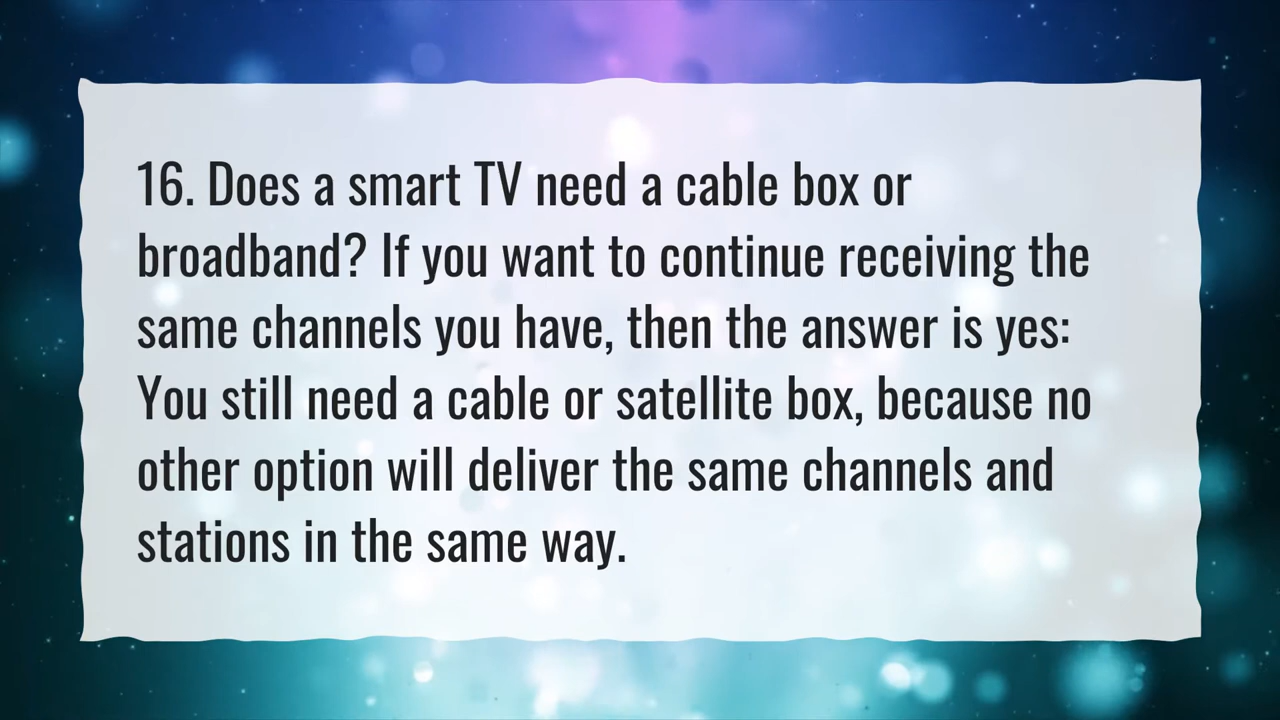 16. Does a smart TV need a cable box or
broadband? If you want to continue receiving the
same channels you have, then the answer is yes:
You still need a cable or satellite box, because no
other option will deliver the same channels and
stations in the same way.